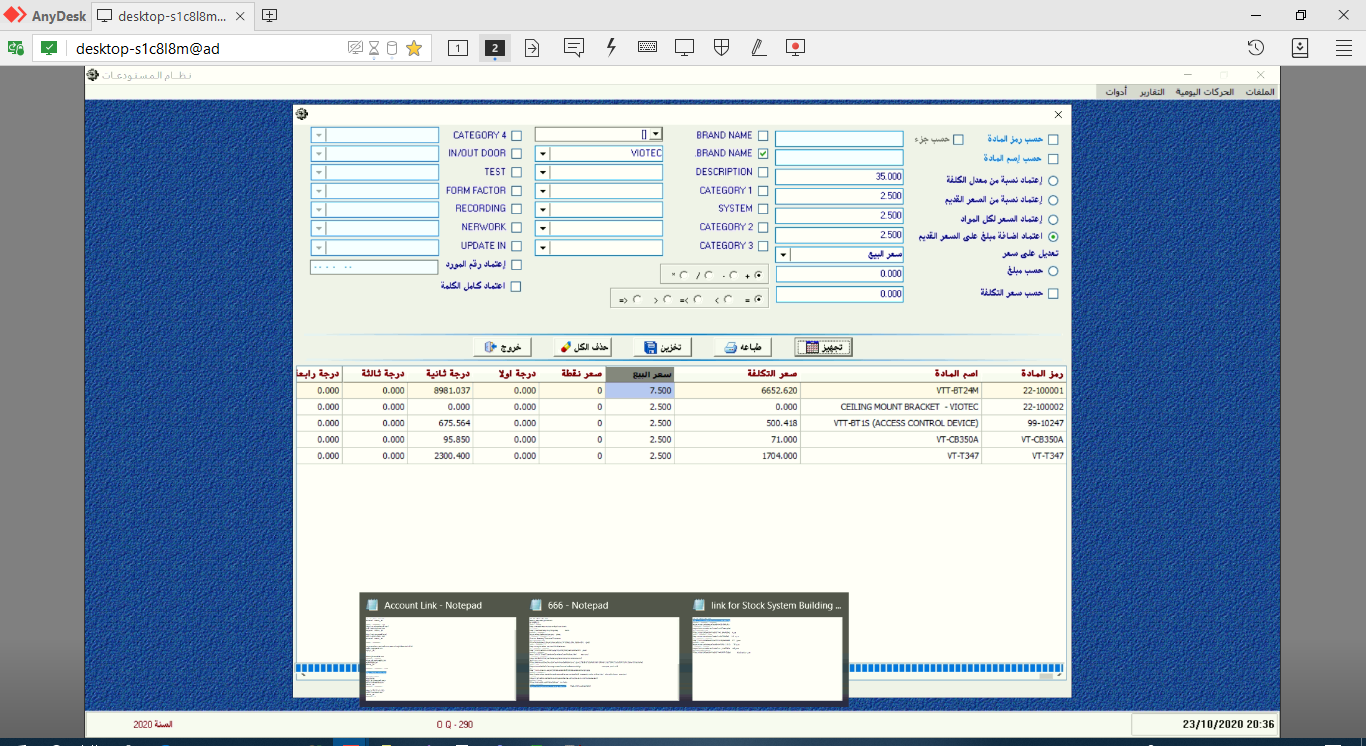 AnyDesk desktop-s1c8l8m...
desktop-s1c8l8m@ad 1 2
نظام المستودعات
الملفات الحركات اليومية التقارير أدوات
حسب رمز المادة حسب جزء BRAND NAME [] CATEGORY 4
حسب إسم المادة BRAND NAME. VIOTEC IN/OUT DOOR
إعتماد نسبة من معدل الكلفة 35.000 DESCRIPTION TEST
إعتماد نسبة من السعر القديم 2.500 CATEGORY 1 FORM FACTOR
إعتماد السعر لكل المواد 2.500 SYSTEM RECORDING
اعتماد اضافة مبلغ على السعر القديم 2.500 CATEGORY 2 NERWORK
تعديل على سعر سعر البيع CATEGORY 3 UPDATE IN
حسب مبلغ 0.000 + - / * إعتماد رقم المورد
حسب سعر التكلفة 0.000 = < =< > => اعتماد كامل الكلمة
تجهيز طباعه تخزين حذف الكل خروج
رمز المادة اسم المادة سعر التكلفة سعر البيع سعر نقطة درجة اولا درجة ثانية درجة ثالثة درجة رابعة
22-100001 VTT-BT24M 6652.620 7.500 0 0.000 8981.037 0.000 0.000
22-100002 CEILING MOUNT BRACKET - VIOTEC 0.000 2.500 0 0.000 0.000 0.000 0.000
99-10247 VTT-BT1S (ACCESS CONTROL DEVICE) 500.418 2.500 0 0.000 675.564 0.000 0.000
VT-CB350A VT-CB350A 71.000 2.500 0 0.000 95.850 0.000 0.000
VT-T347 VT-T347 1704.000 2.500 0 0.000 2300.400 0.000 0.000
Account Link - Notepad 666 - Notepad link for Stock System Building ...
السنة 2020 O Q - 290 23/10/2020 20:36